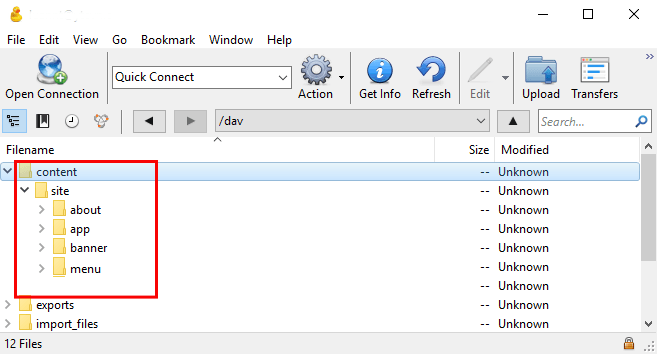 File Edit View Go Bookmark Window Help
Quick Connect
Open Connection Action Get Info Refresh Edit Upload Transfers
/dav Search...
Filename Size Modified
content -- Unknown
site -- Unknown
about -- Unknown
app -- Unknown
banner -- Unknown
menu -- Unknown
-- Unknown
exports -- Unknown
import_files -- Unknown
12 Files